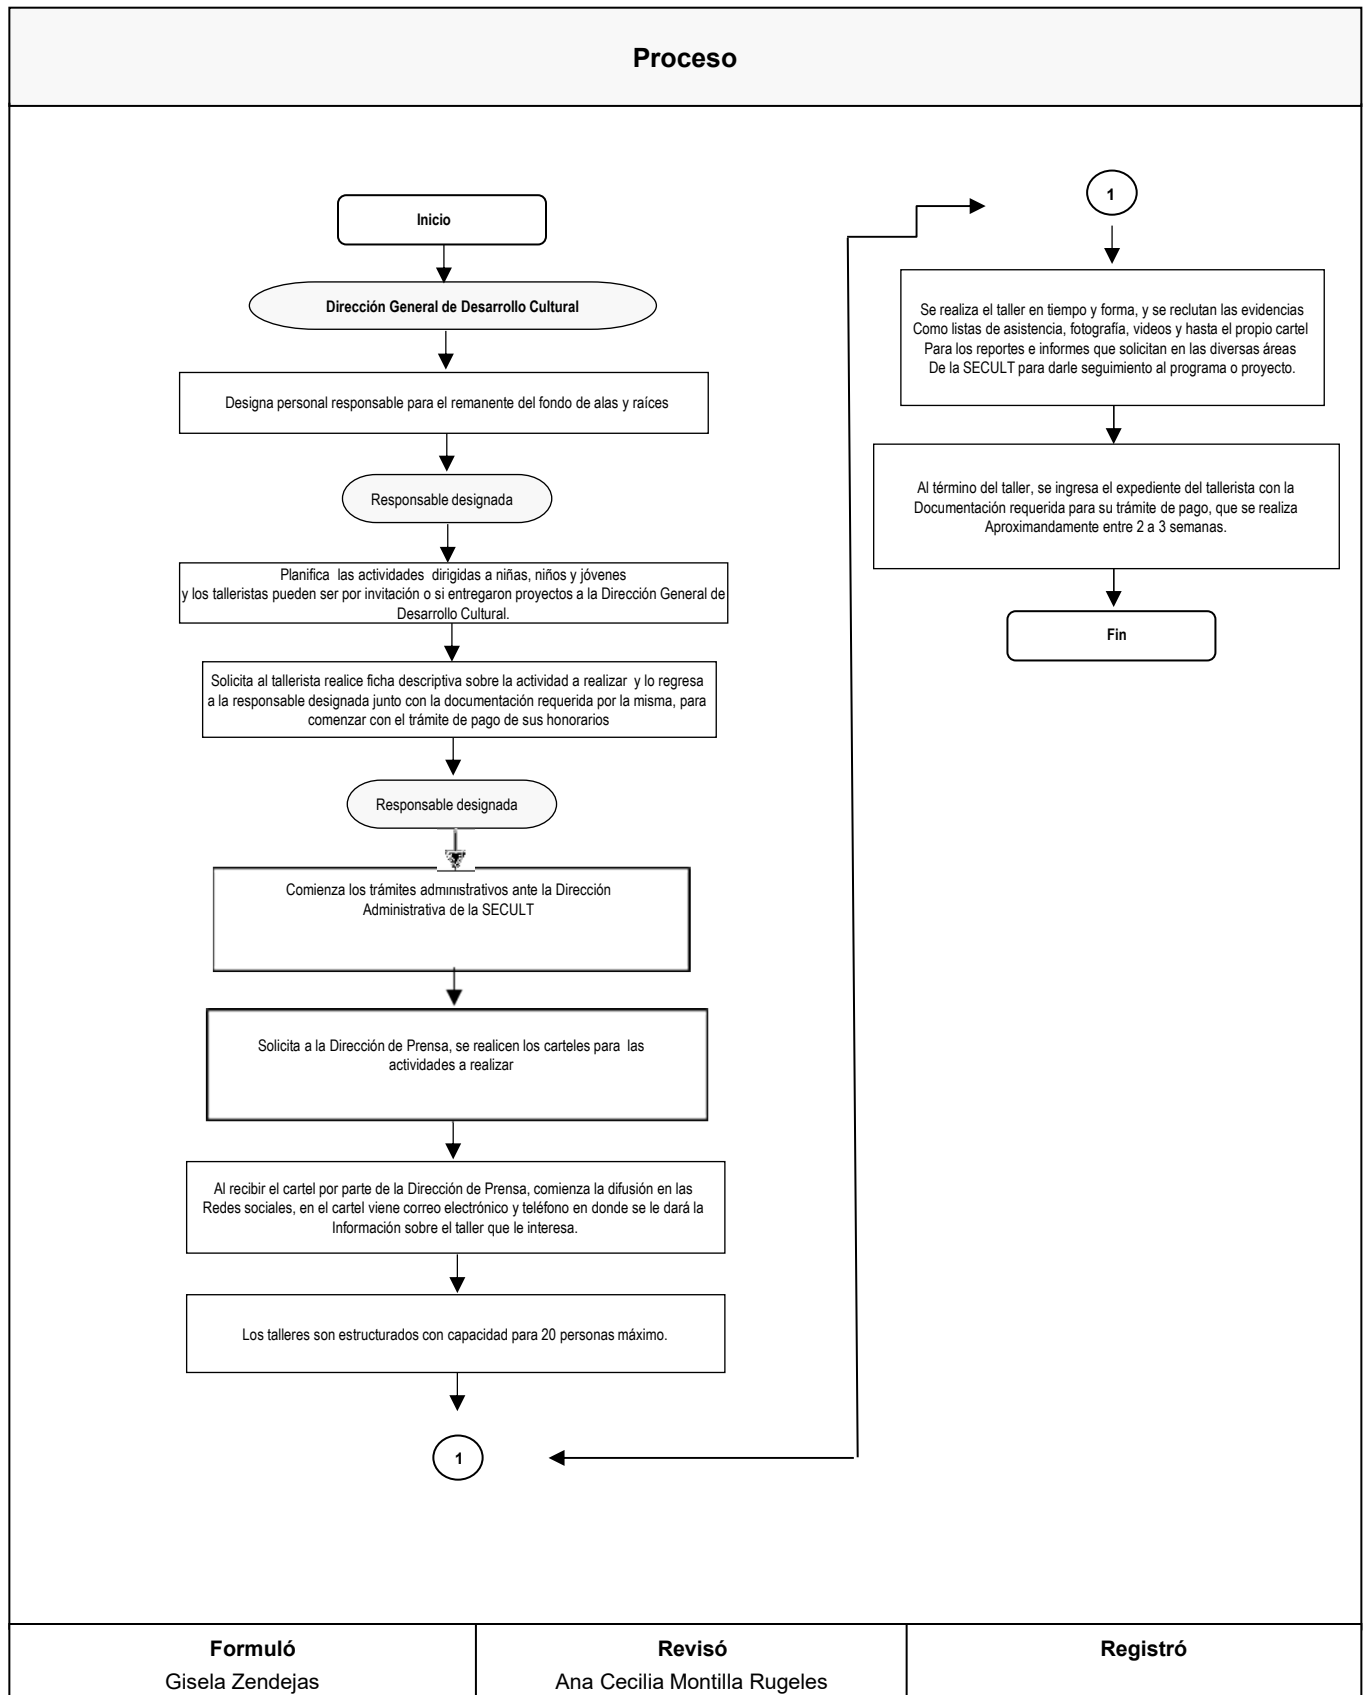 Proceso
Inicio
Dirección General de Desarrollo Cultural
Designa personal responsable para el remanente del fondo de alas y raíces
Responsable designada
Planifica las actividades dirigidas a niñas, niños y jóvenes
y los talleristas pueden ser por invitación o si entregaron proyectos a la Dirección General de
Desarrollo Cultural.
Solicita al tallerista realice ficha descriptiva sobre la actividad a realizar y lo regresa
a la responsable designada junto con la documentación requerida por la misma, para
comenzar con el trámite de pago de sus honorarios
Responsable designada
Comienza los trámites administrativos ante la Dirección
Administrativa de la SECULT
Solicita a la Dirección de Prensa, se realicen los carteles para las
actividades a realizar
Al recibir el cartel por parte de la Dirección de Prensa, comienza la difusión en las
Redes sociales, en el cartel viene correo electrónico y teléfono en donde se le dará la
Información sobre el taller que le interesa.
Los talleres son estructurados con capacidad para 20 personas máximo.
1
1
Se realiza el taller en tiempo y forma, y se reclutan las evidencias
Como listas de asistencia, fotografía, videos y hasta el propio cartel
Para los reportes e informes que solicitan en las diversas áreas
De la SECULT para darle seguimiento al programa o proyecto.
Al término del taller, se ingresa el expediente del tallerista con la
Documentación requerida para su trámite de pago, que se realiza
Aproximandamente entre 2 a 3 semanas.
Fin
Formuló
Gisela Zendejas
Revisó
Ana Cecilia Montilla Rugeles
Registró